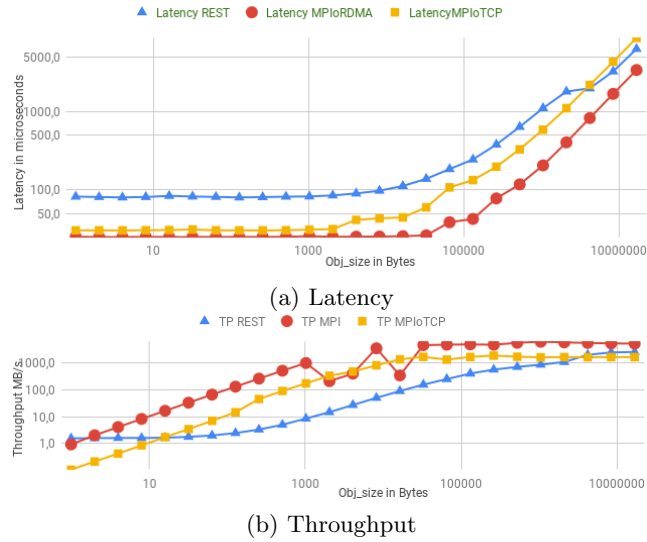 Latency REST Latency MPIoRDMA LatencyMPIoTCP
Latency in microseconds
5000,0
1000,0
500,0
100,0
50,0
10 1000 100000 10000000
Obj_size in Bytes
(a) Latency
TP REST TP MPI TP MPIoTCP
Throughput MB/s
1000,0
100,0
10,0
1,0
10 1000 100000 10000000
Obj_size in Bytes
(b) Throughput